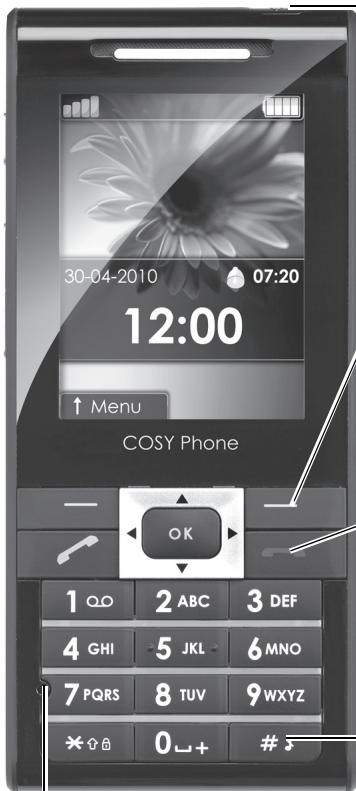 30-04-2010 07:20
12:00
↑ Menu
COSY Phone
OK
1 2 ABC 3 DEF
4 GHI 5 JKL 6 MNO
7 PQRS 8 TUV 9 WXYZ
* 0 + #